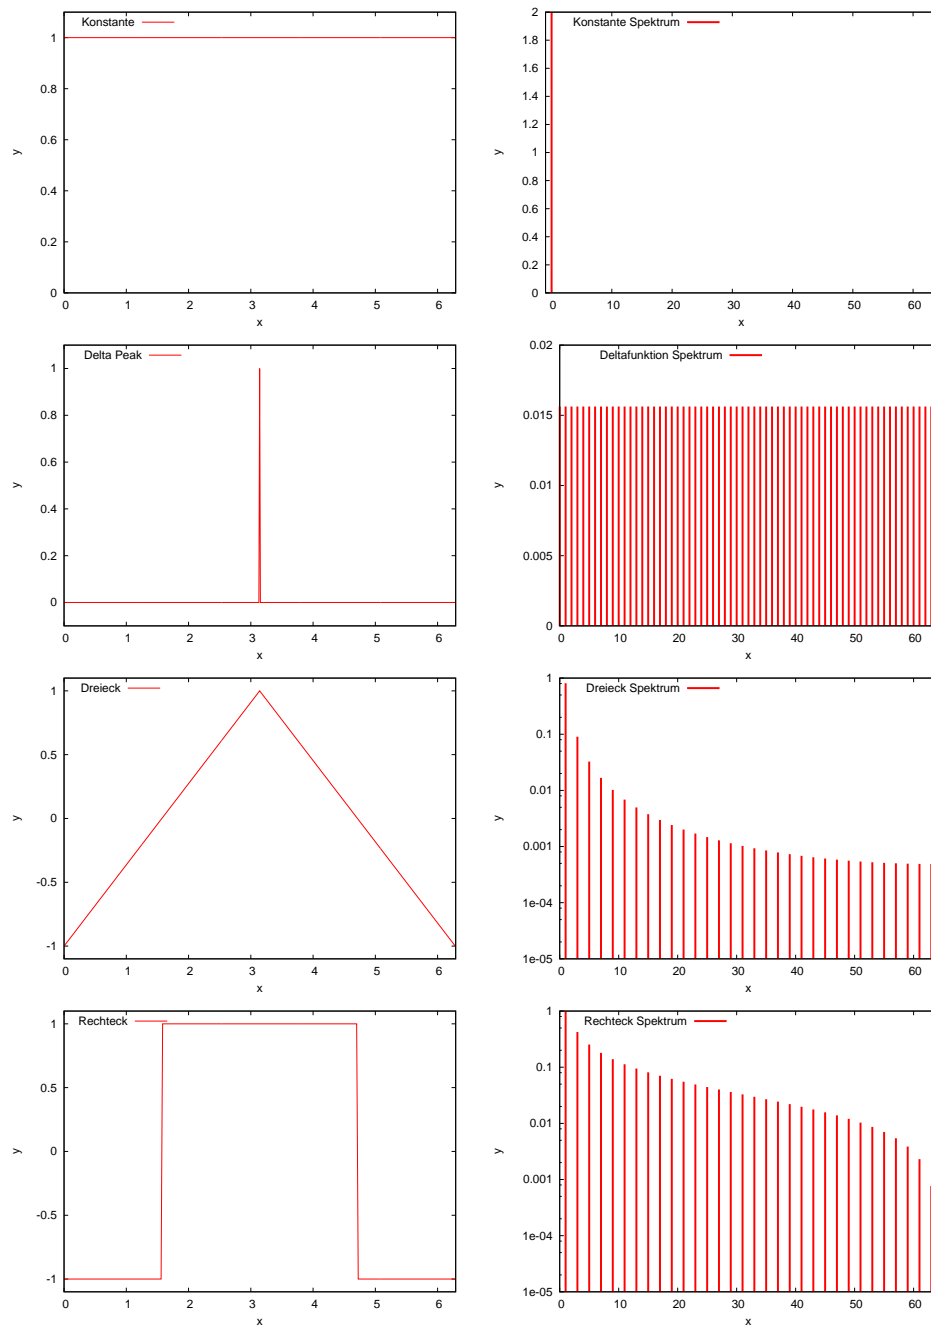 Konstante
1
0.8
0.6
0.4
0.2
0
y
0 1 2 3 4 5 6
x
Konstante Spektrum
2
1.8
1.6
1.4
1.2
1
0.8
0.6
0.4
0.2
0
y
0 10 20 30 40 50 60
x
Delta Peak
1
0.8
0.6
0.4
0.2
0
y
0 1 2 3 4 5 6
x
Deltafunktion Spektrum
0.02
0.015
0.01
0.005
0
y
0 10 20 30 40 50 60
x
Dreieck
1
0.5
0
-0.5
-1
y
0 1 2 3 4 5 6
x
Dreieck Spektrum
1
0.1
0.01
0.001
1e-04
1e-05
y
0 10 20 30 40 50 60
x
Rechteck
1
0.5
0
-0.5
-1
y
0 1 2 3 4 5 6
x
Rechteck Spektrum
1
0.1
0.01
0.001
1e-04
1e-05
y
0 10 20 30 40 50 60
x